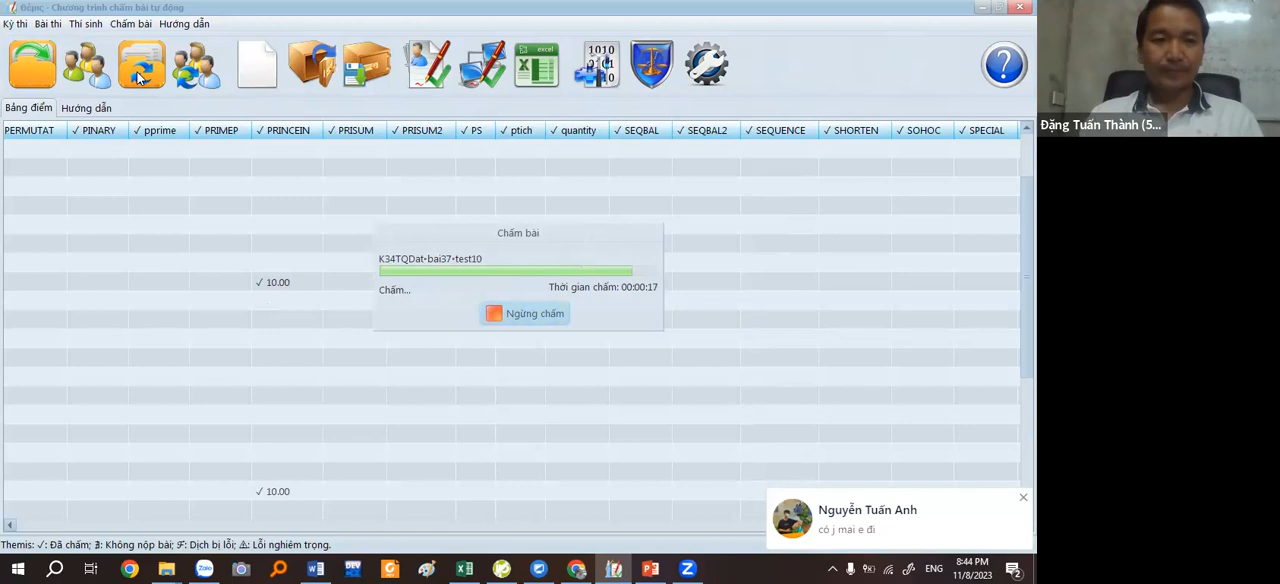 Θέμις - Chương trình chấm bài tự động
Kỳ thi Bài thi Thí sinh Chấm bài Hướng dẫn
excel
1010
Bảng điểm Hướng dẫn
PERMUTAT ✓ PINARY ✓ pprime ✓ PRIMEP ✓ PRINCEIN ✓ PRISUM ✓ PRISUM2 ✓ PS ✓ ptich ✓ quantity ✓ SEQBAL ✓ SEQBAL2 ✓ SEQUENCE ✓ SHORTEN ✓ SOHOC ✓ SPECIAL
Chấm bài
K34TQDat-bai37-test10
Chấm... Thời gian chấm: 00:00:17
Ngừng chấm
✓ 10.00
✓ 10.00
Nguyễn Tuấn Anh
có j mai e đi
Themis: ✓: Đã chấm; ∄: Không nộp bài; Ϝ: Dịch bị lỗi; ⚠: Lỗi nghiêm trọng.
Zalo
DEV
ENG
8:44 PM
11/8/2023
2
Đặng Tuấn Thành (5...